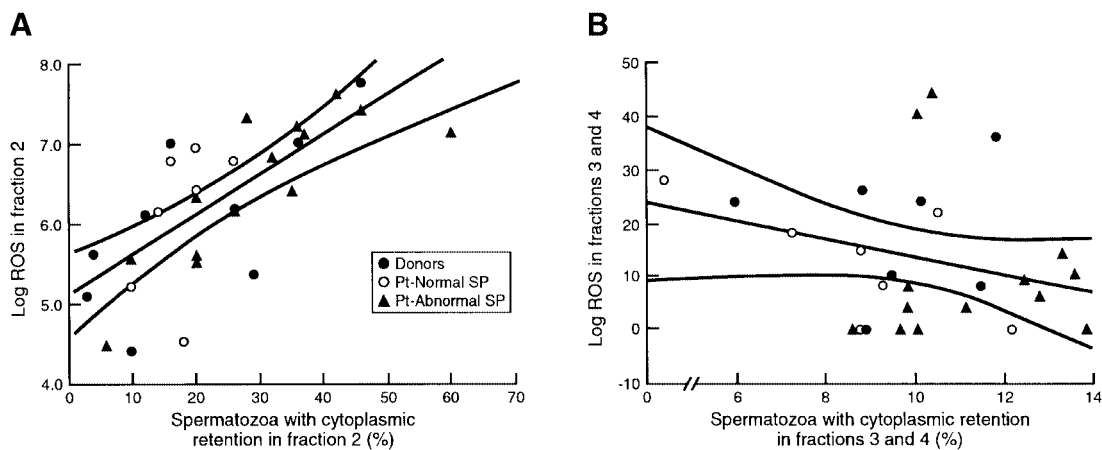 A
B
Log ROS in fraction 2
8.0
7.0
6.0
5.0
4.0
0
10
20
30
40
50
60
70
Donors
Pt-Normal SP
Pt-Abnormal SP
Spermatozoa with cytoplasmic
retention in fraction 2 (%)
Log ROS in fractions 3 and 4
50
40
30
20
10
0
-10
0
6
8
10
12
14
Spermatozoa with cytoplasmic retention
in fractions 3 and 4 (%)